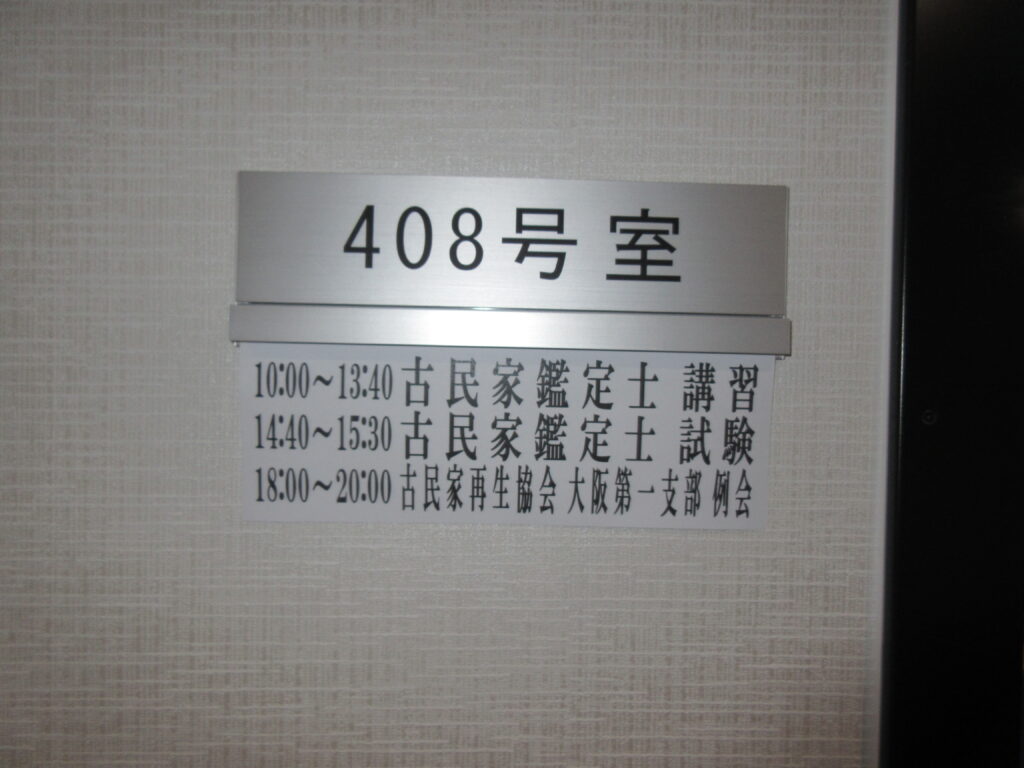 408号室
10:00～13:40 古民家鑑定士 講習
14:40～15:30 古民家鑑定士 試験
18:00～20:00 古民家再生協会 大阪第一支部 例会